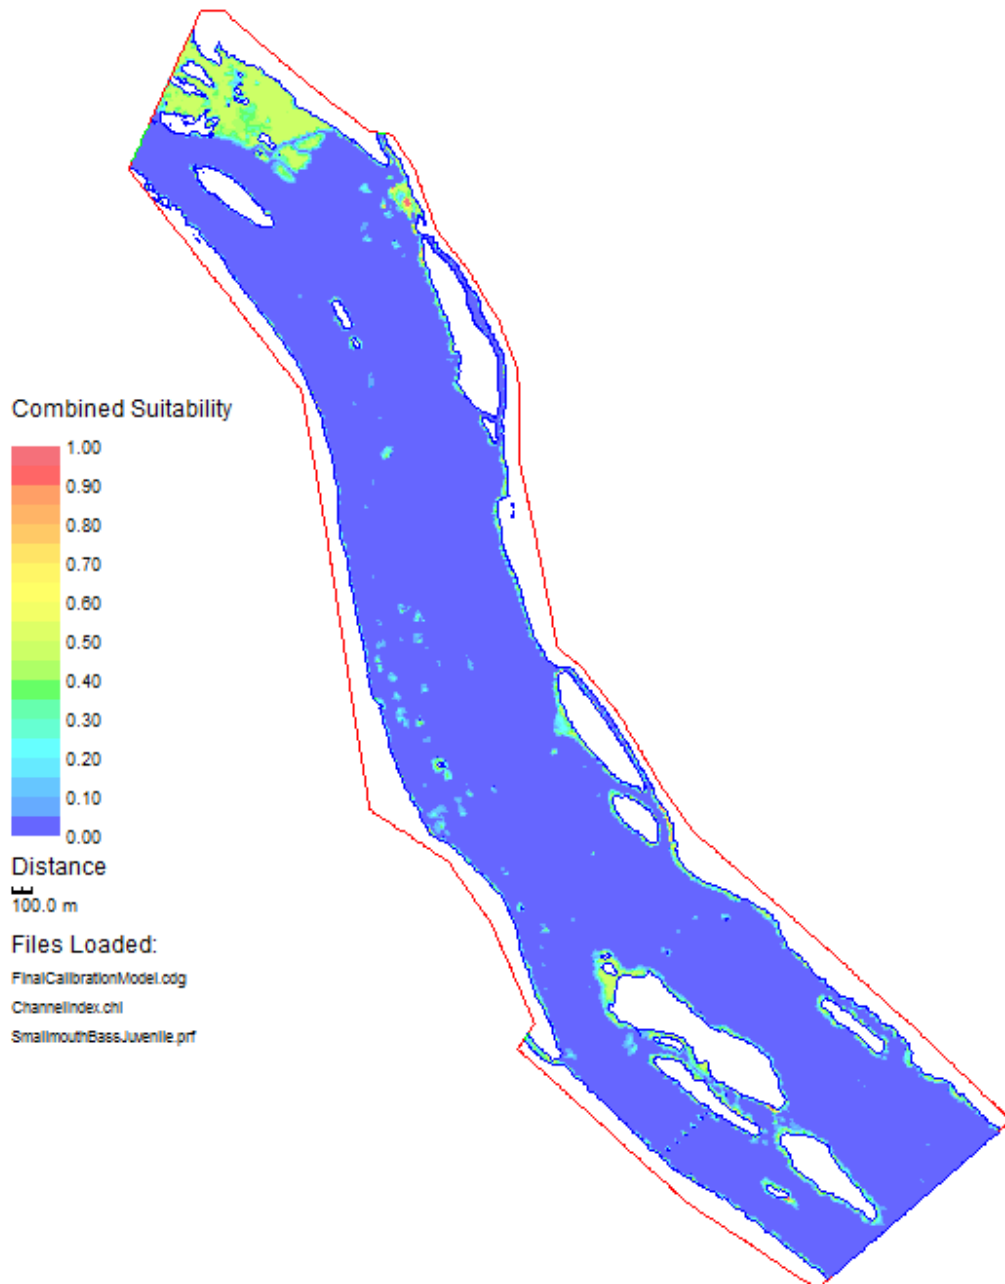 Combined Suitability
1.00
0.90
0.80
0.70
0.60
0.50
0.40
0.30
0.20
0.10
0.00
Distance
100.0 m
Files Loaded:
FinalCalibrationModel.cdg
ChannelIndex.chi
SmallmouthBassJuvenile.prf